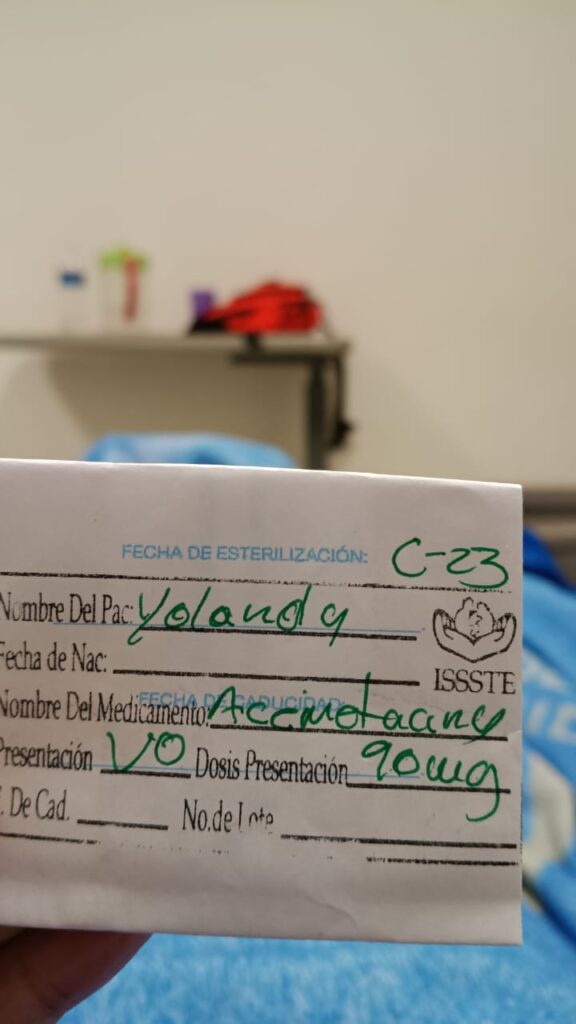 FECHA DE ESTERILIZACIÓN: C-23
Nombre Del Pac: Yolanda
Fecha de Nac:
ISSSTE
FECHA DE CADUCIDAD:
Nombre Del Medicamento:
Presentación VO Dosis Presentación 90mg
. De Cad. No.de Lote